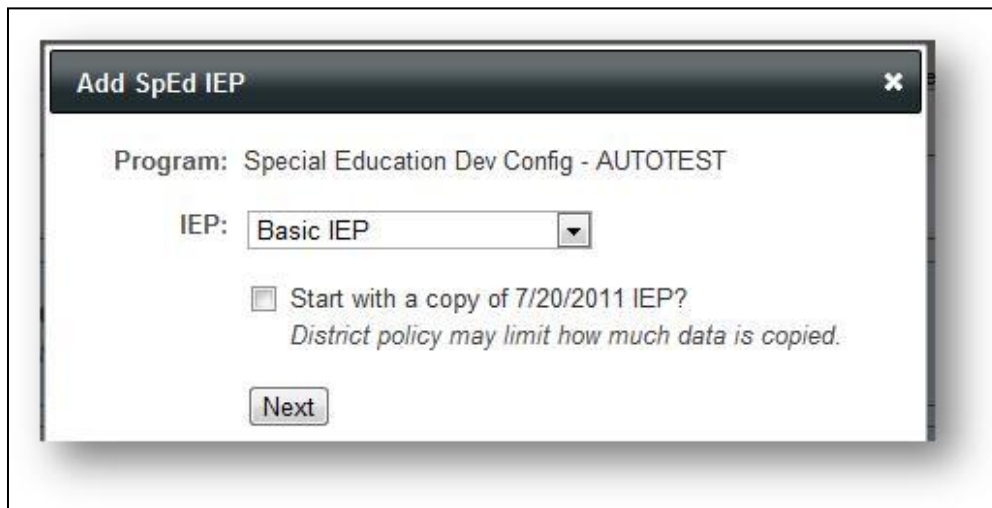 Add SpEd IEP
Program: Special Education Dev Config - AUTOTEST
IEP: Basic IEP
Start with a copy of 7/20/2011 IEP?
District policy may limit how much data is copied.
Next